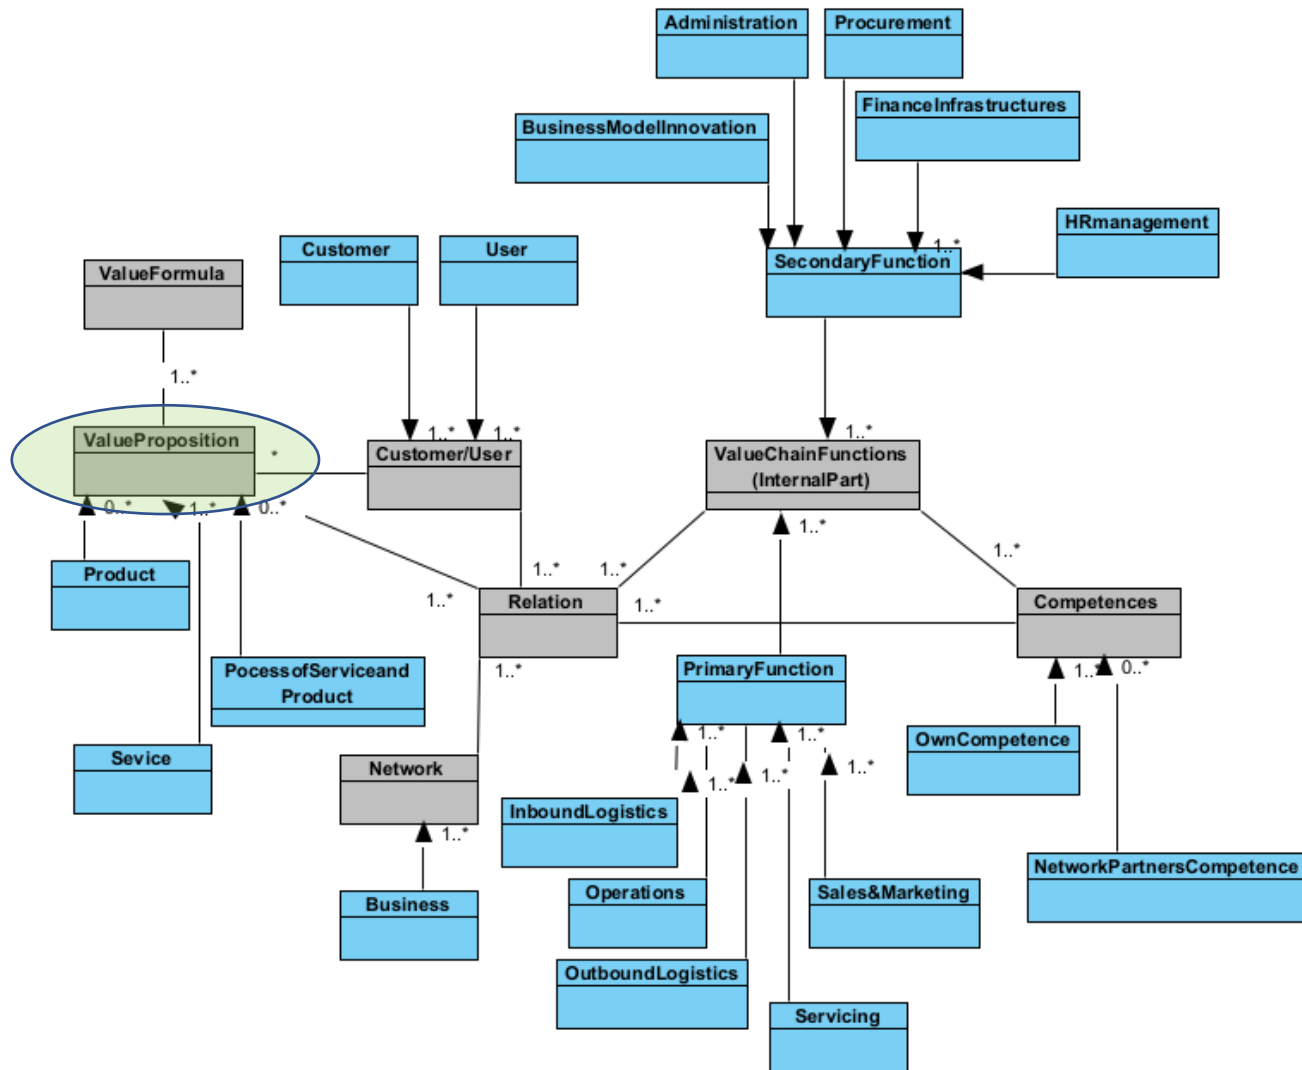 Administration
Procurement
FinanceInfrastructures
BusinessModelInnovation
HRmanagement
1..*
SecondaryFunction
Customer
User
ValueFormula
1..*
ValueProposition
*
1..*
1..*
Customer/User
1..*
ValueChainFunctions
(InternalPart)
0..*
1..*
0..*
1..*
1..*
Product
1..*
1..*
1..*
1..*
Relation
Competences
PocessofServiceand
Product
1..*
PrimaryFunction
1..*
0..*
Sevice
Network
1..*
1..*
OwnCompetence
1..*
1..*
1..*
InboundLogistics
1..*
Business
Operations
Sales&Marketing
NetworkPartnersCompetence
OutboundLogistics
Servicing